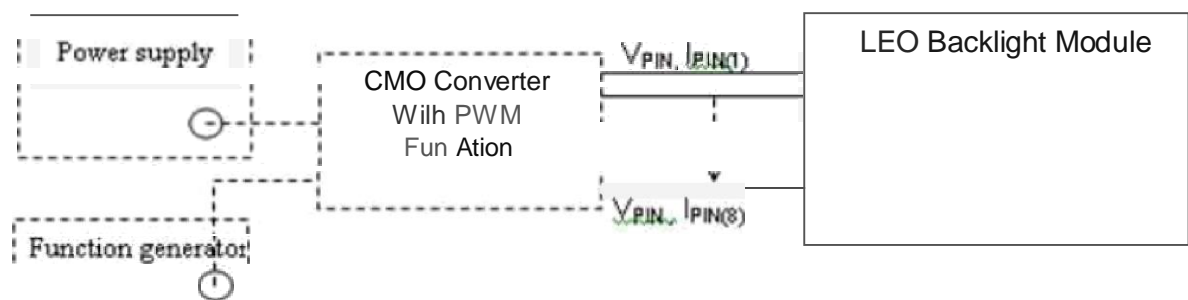 Power supply
Function generator
CMO Converter
Wilh PWM
Fun Ation
VPIN, IPIN(1)
VPIN, IPIN(8)
LEO Backlight Module